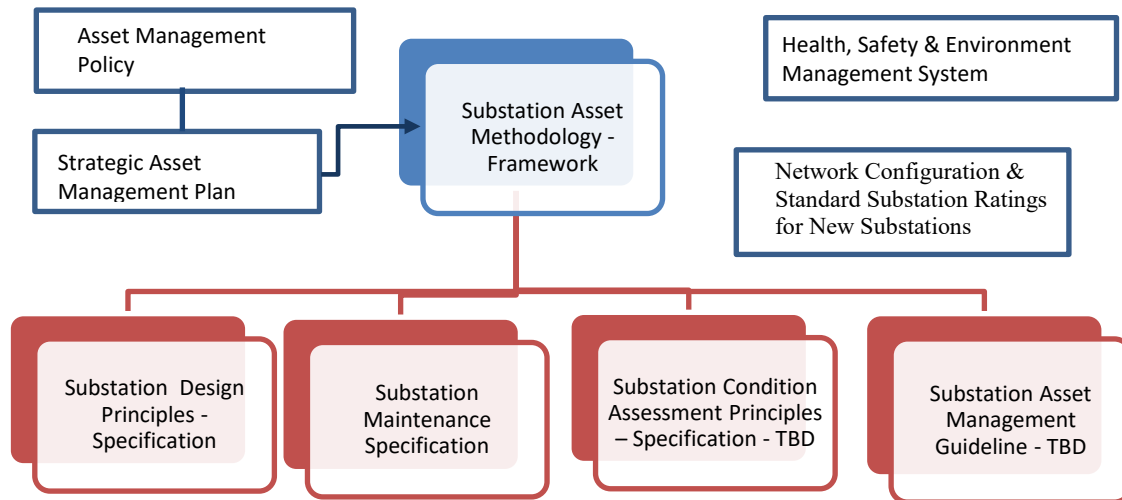 Asset Management
Policy
Strategic Asset
Management Plan
Substation Asset
Methodology -
Framework
Health, Safety & Environment
Management System
Network Configuration &
Standard Substation Ratings
for New Substations
Substation Design
Principles -
Specification
Substation
Maintenance
Specification
Substation Condition
Assessment Principles
– Specification - TBD
Substation Asset
Management
Guideline - TBD